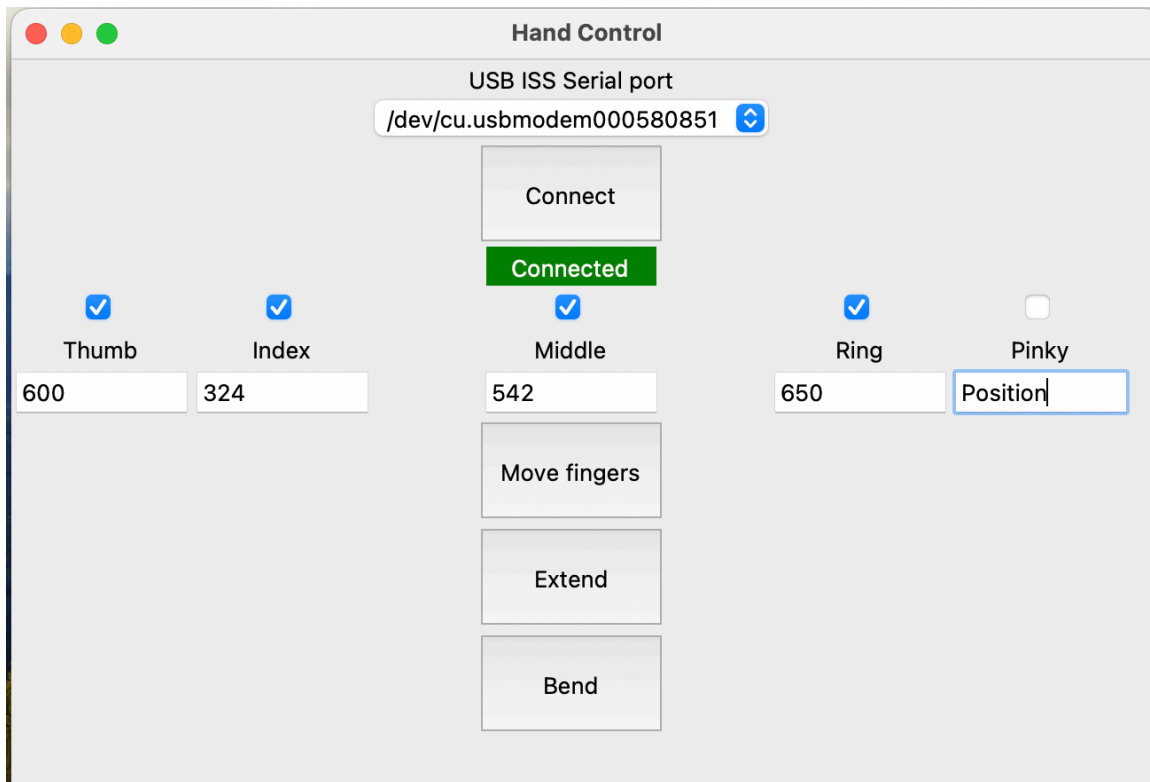 Hand Control
USB ISS Serial port
/dev/cu.usbmodem000580851
Connect
Connected
Thumb Index Middle Ring Pinky
600 324 542 650 Position
Move fingers
Extend
Bend